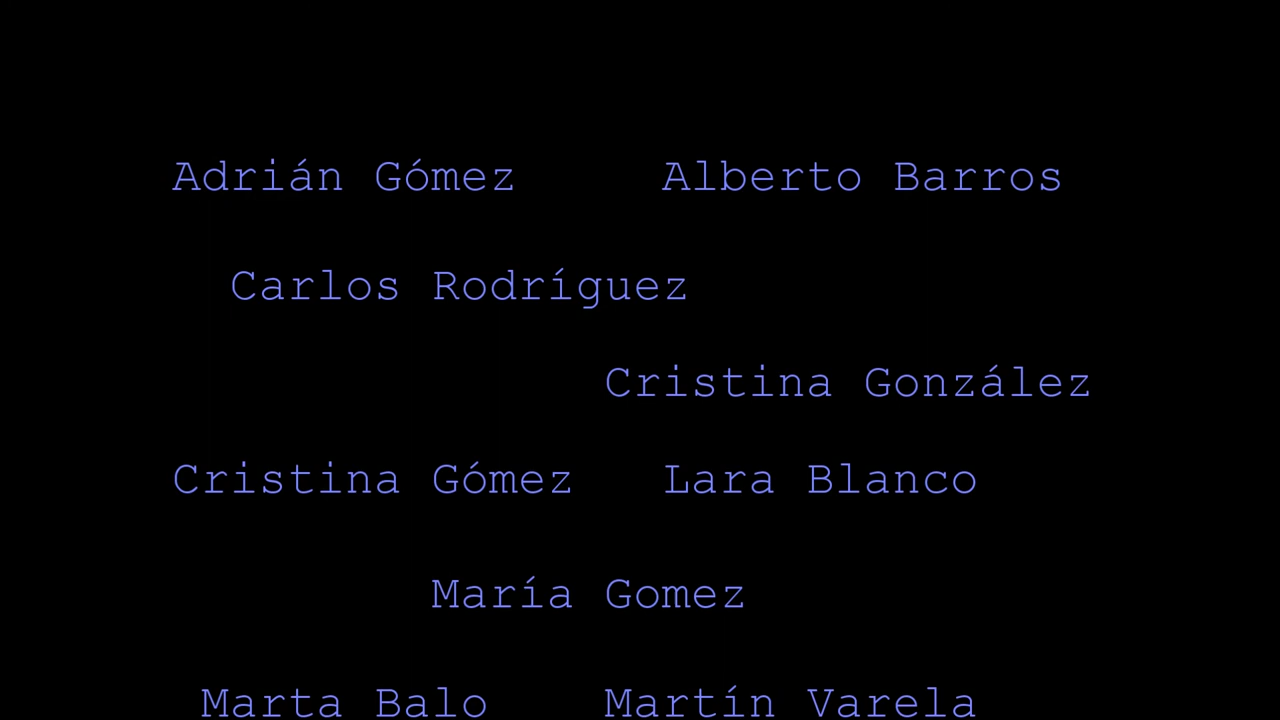 Adrián Gómez Alberto Barros
Carlos Rodríguez
Cristina González
Cristina Gómez Lara Blanco
María Gomez
Marta Balo Martín Varela